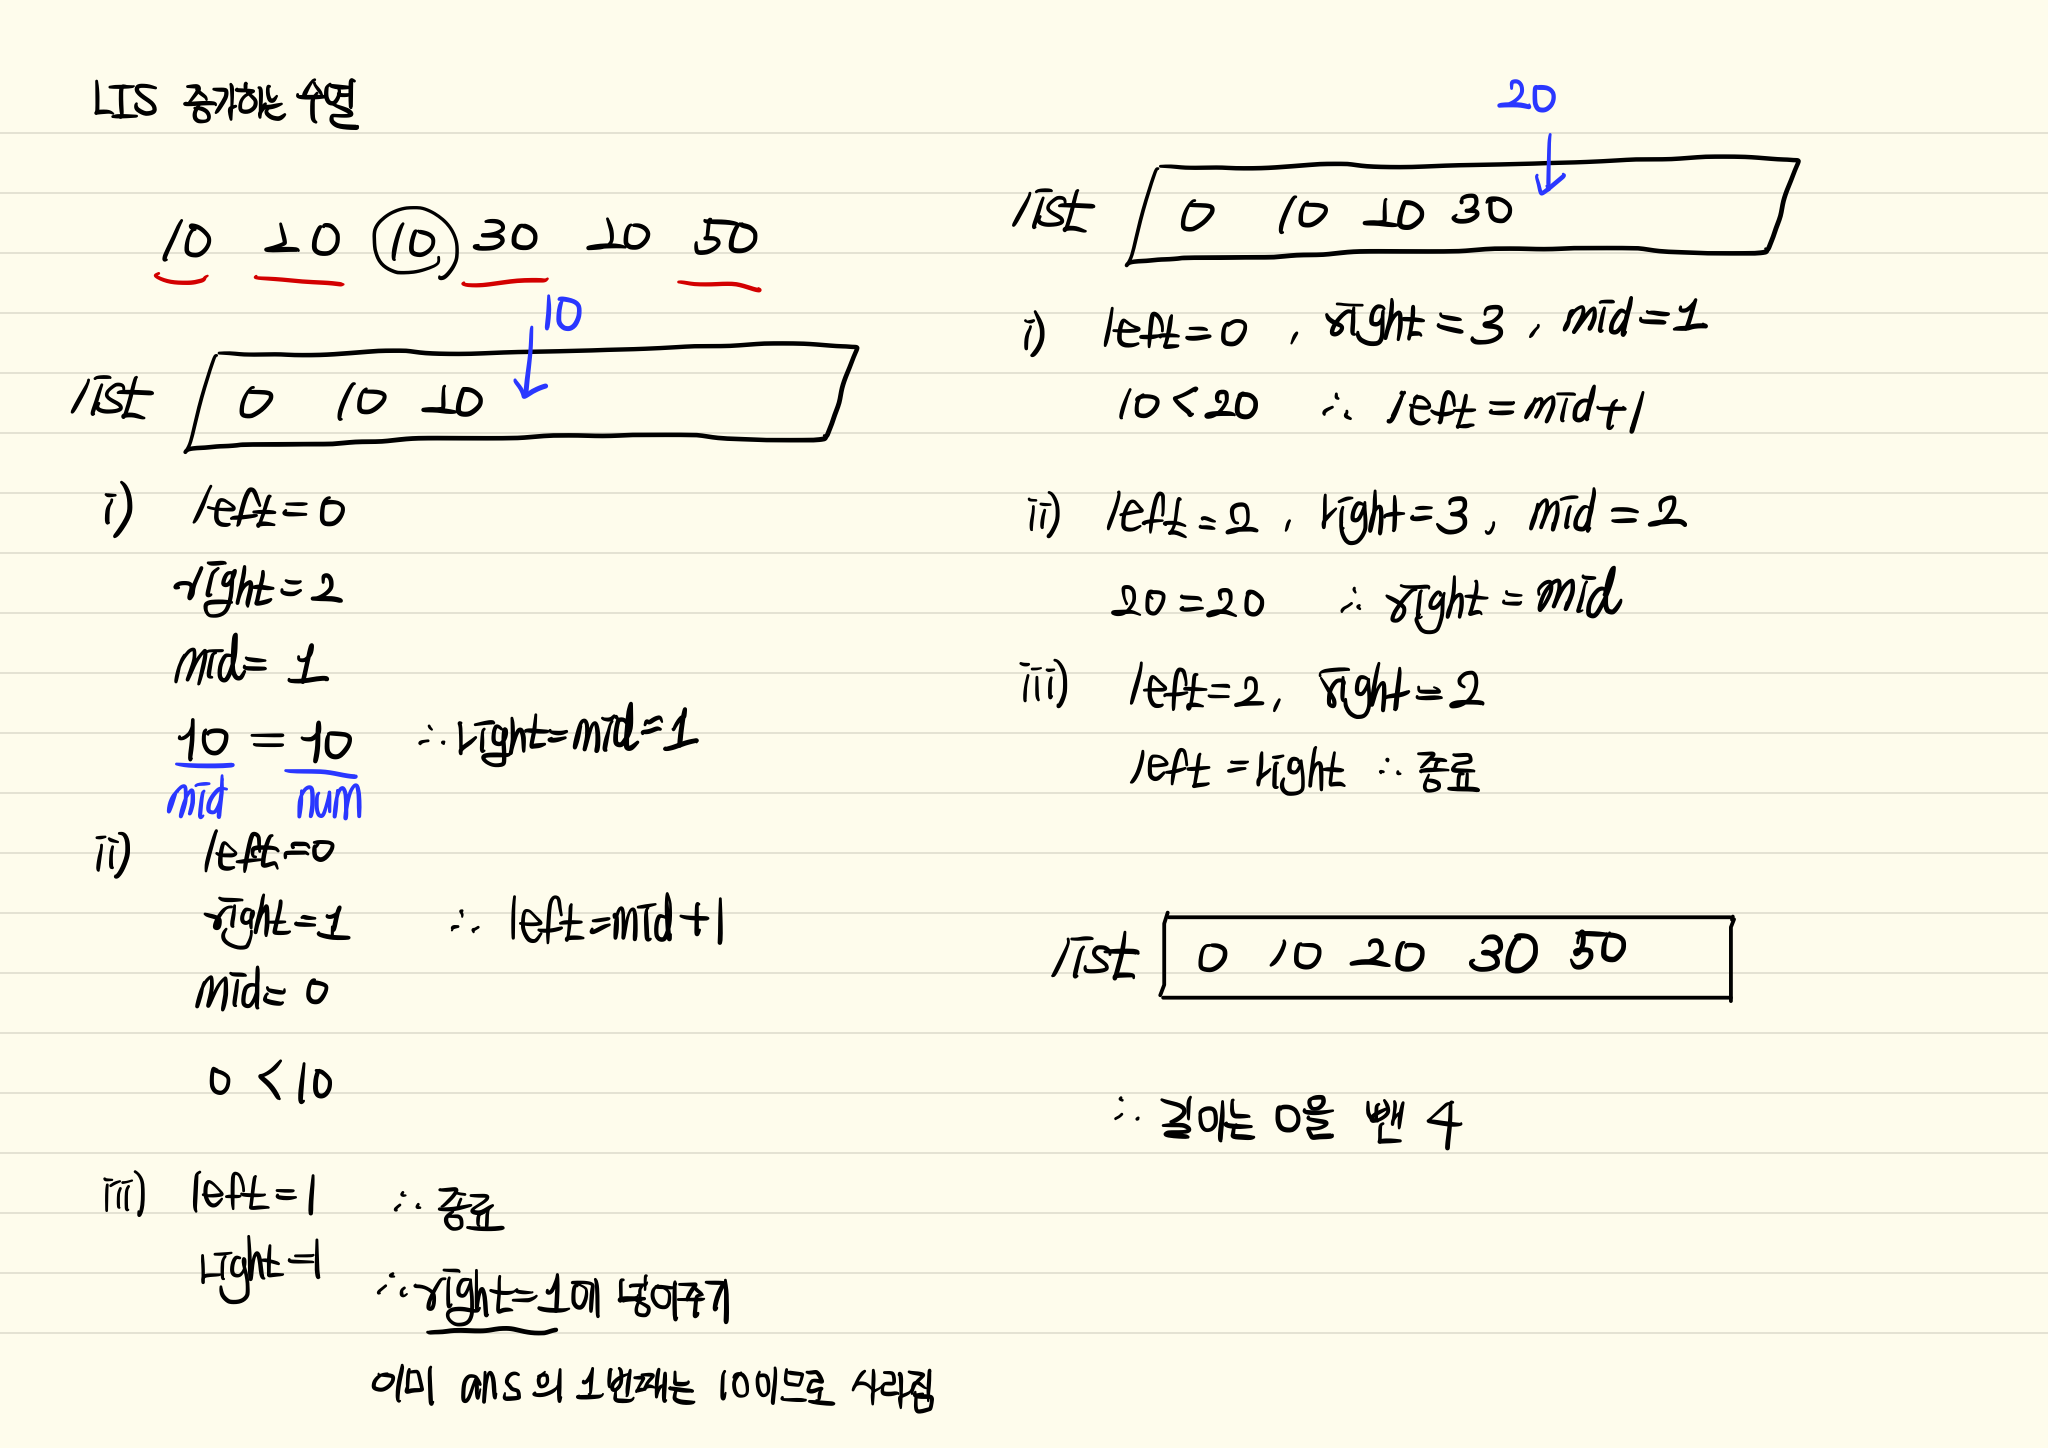 LIS 증가하는 수열
10 20 10, 30 20 50
10
list 0 10 20
i) left=0
right=2
mid=1
10 = 10 ∴ right=mid=1
mid num
ii) left=0
right=1 ∴ left=mid+1
mid=0
0 < 10
iii) left=1 ∴ 종료
right=1
∴ right=1에 넣어주기
이미 ans의 1번째는 10이므로 사라짐
20
list 0 10 20 30
i) left=0, right=3, mid=1
10<20 ∴ left=mid+1
ii) left=2, right=3, mid=2
20=20 ∴ right=mid
iii) left=2, right=2
left=right ∴ 종료
list 0 10 20 30 50
∴ 길이는 0을 뺀 4